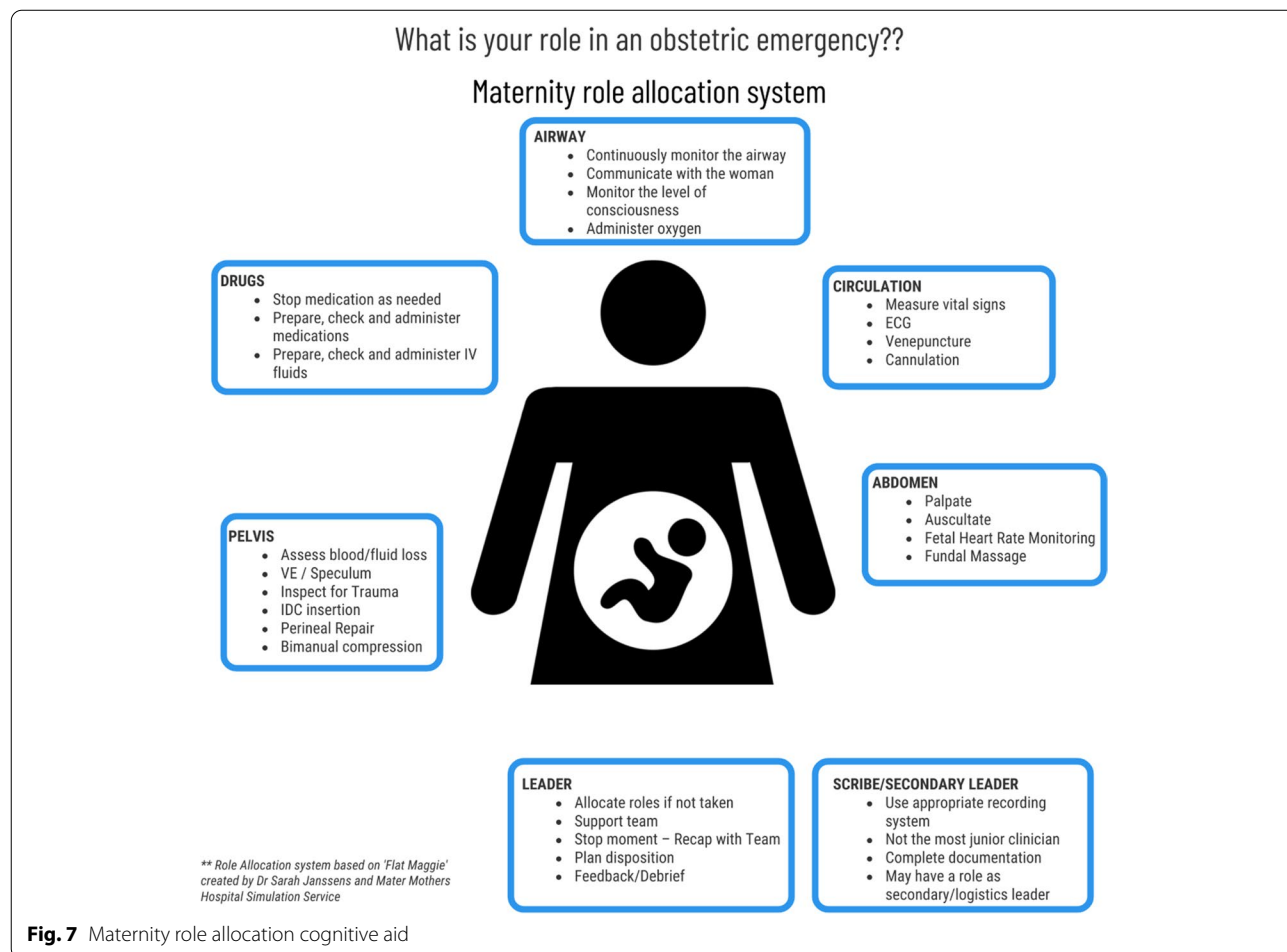 What is your role in an obstetric emergency??
Maternity role allocation system
AIRWAY
• Continuously monitor the airway
• Communicate with the woman
• Monitor the level of
consciousness
• Administer oxygen
DRUGS
• Stop medication as needed
• Prepare, check and administer
medications
• Prepare, check and administer IV
fluids
CIRCULATION
• Measure vital signs
• ECG
• Venepuncture
• Cannulation
ABDOMEN
• Palpate
• Auscultate
• Fetal Heart Rate Monitoring
• Fundal Massage
PELVIS
• Assess blood/fluid loss
• VE / Speculum
• Inspect for Trauma
• IDC insertion
• Perineal Repair
• Bimanual compression
LEADER
• Allocate roles if not taken
• Support team
• Stop moment – Recap with Team
• Plan disposition
• Feedback/Debrief
SCRIBE/SECONDARY LEADER
• Use appropriate recording
system
• Not the most junior clinician
• Complete documentation
• May have a role as
secondary/logistics leader
** Role Allocation system based on 'Flat Maggie'
created by Dr Sarah Janssens and Mater Mothers
Hospital Simulation Service
Fig. 7 Maternity role allocation cognitive aid